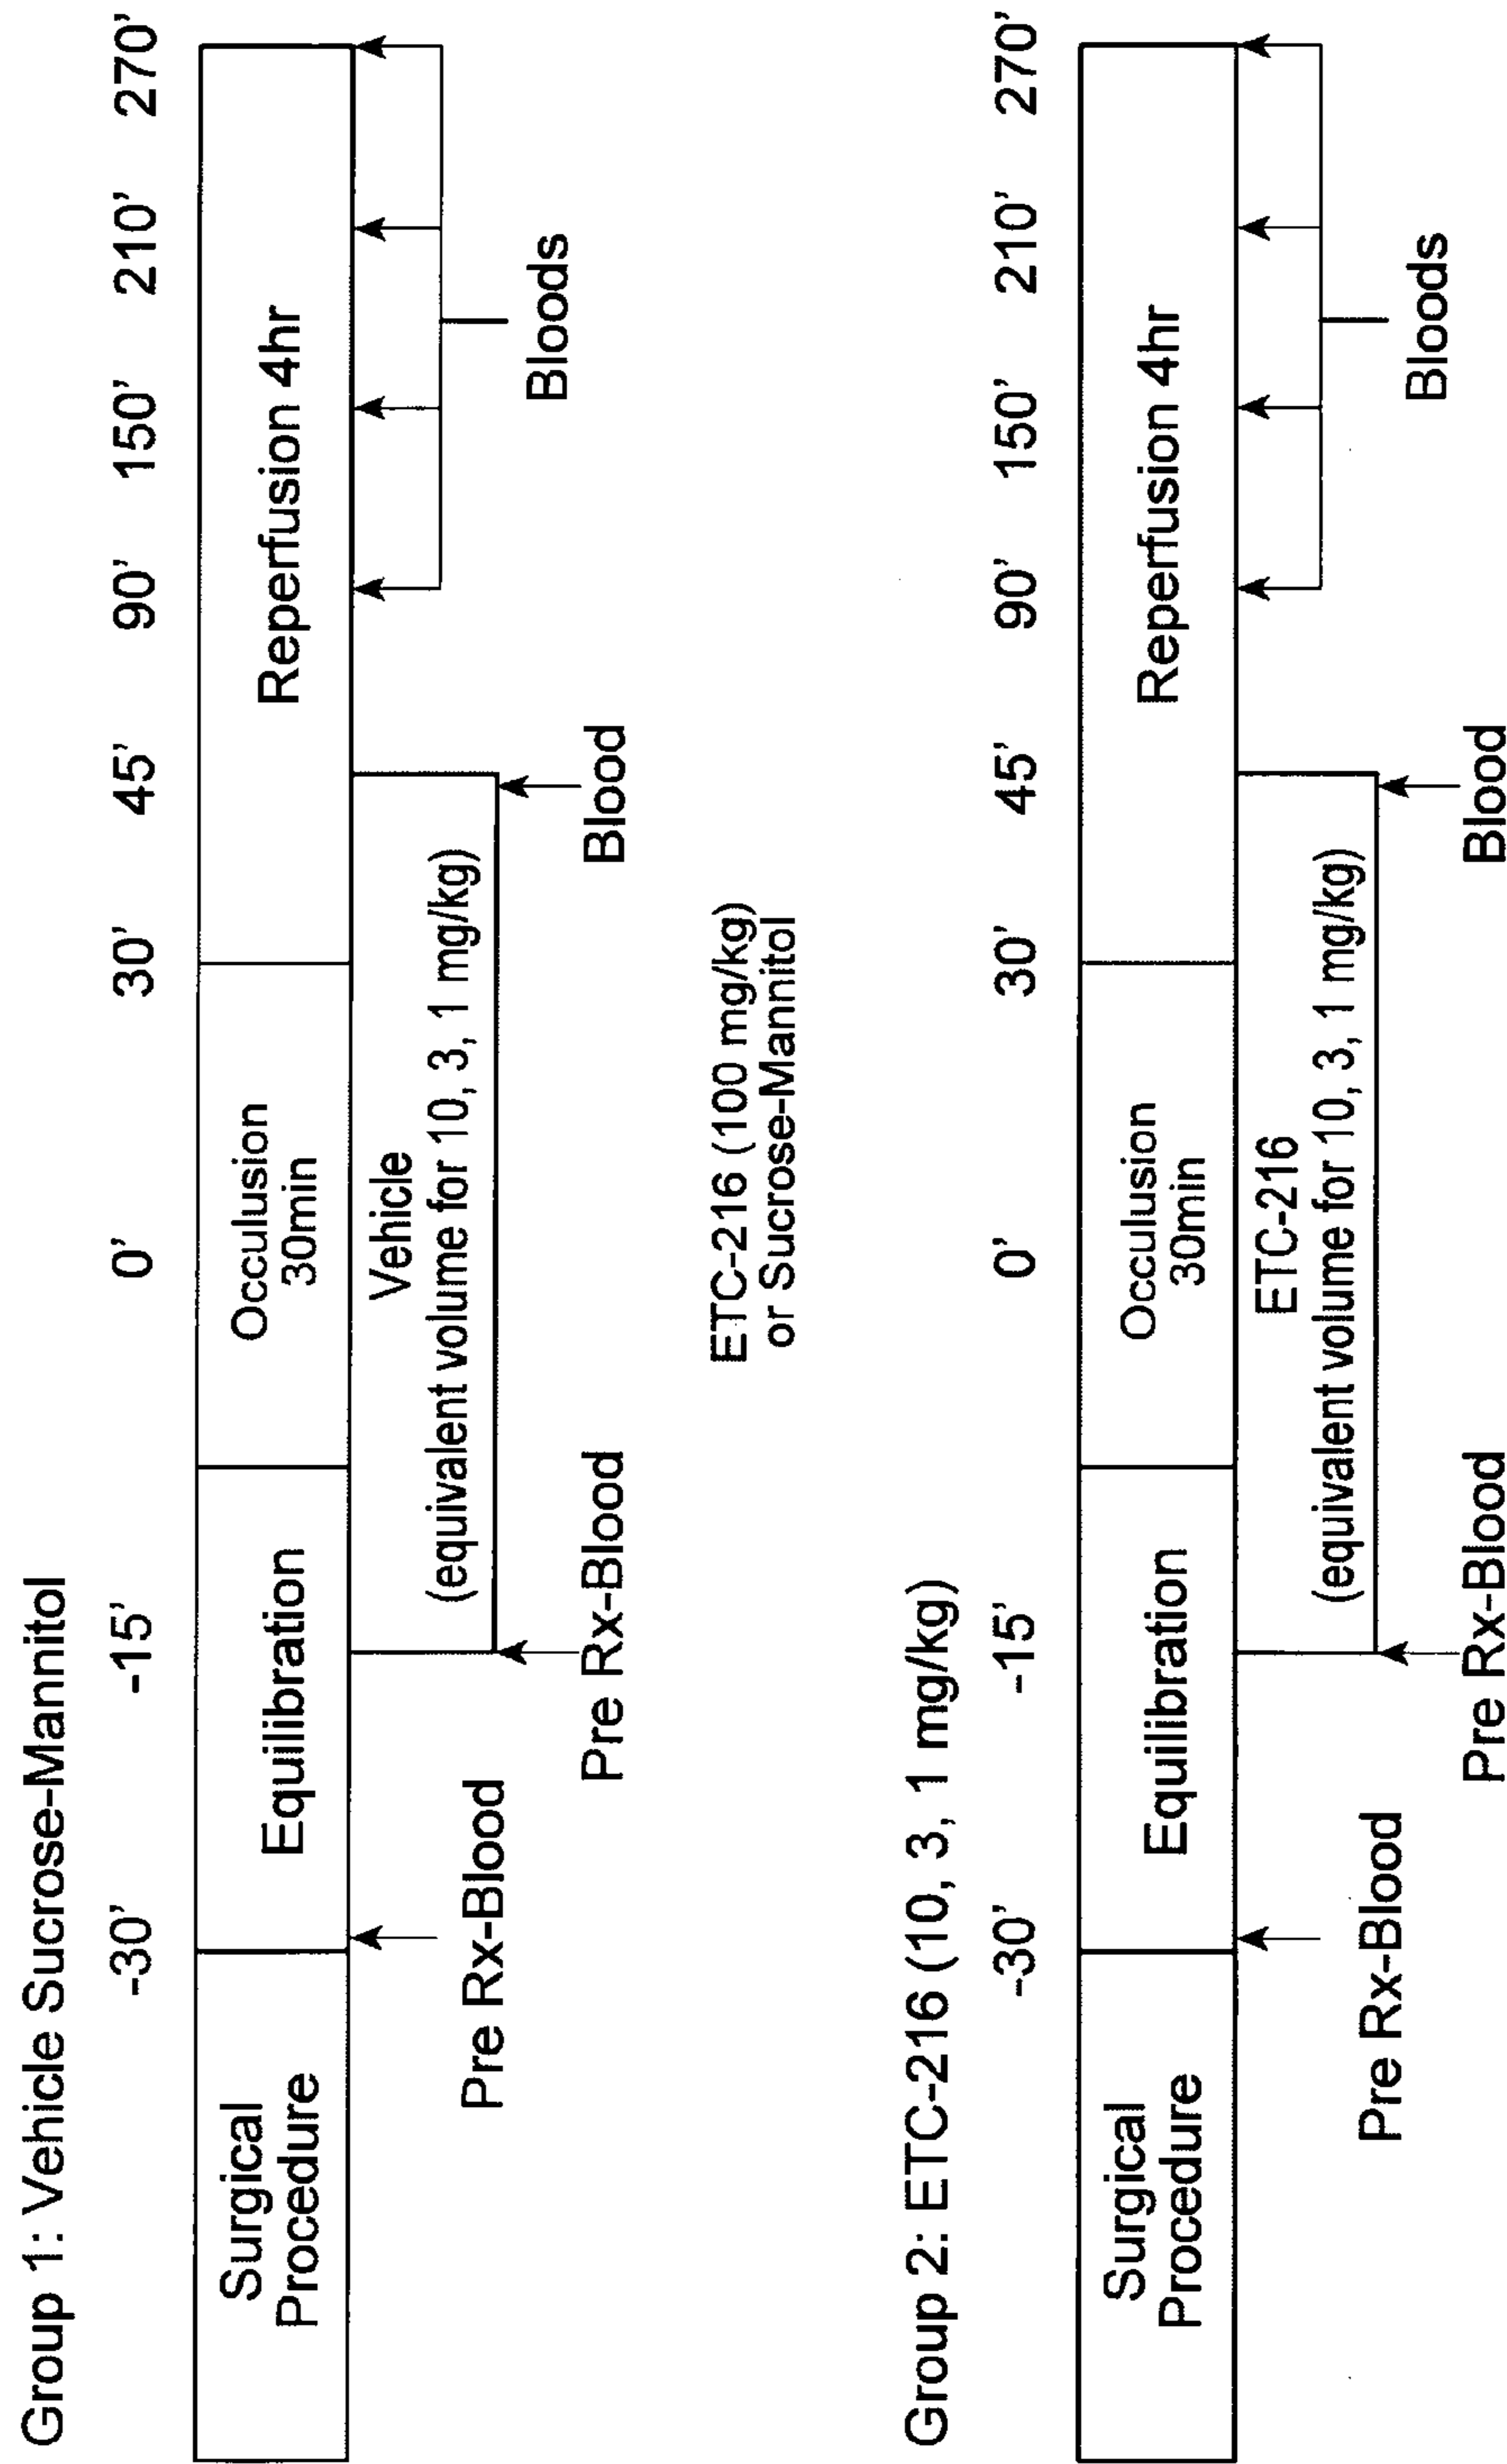 Group 1: Vehicle Sucrose-Mannitol
-30' -15' 0' 30' 45' 90' 150' 210' 270'
Surgical
Procedure
Equilibration
Occulusion
30min
Reperfusion 4hr
Vehicle
(equivalent volume for 10, 3, 1 mg/kg)
Pre Rx-Blood
Pre Rx-Blood
Blood
Bloods
ETC-216 (100 mg/kg)
or Sucrose-Mannitol
Group 2: ETC-216 (10, 3, 1 mg/kg)
-30' -15' 0' 30' 45' 90' 150' 210' 270'
Surgical
Procedure
Equilibration
Occulusion
30min
Reperfusion 4hr
ETC-216
(equivalent volume for 10, 3, 1 mg/kg)
Pre Rx-Blood
Pre Rx-Blood
Blood
Bloods